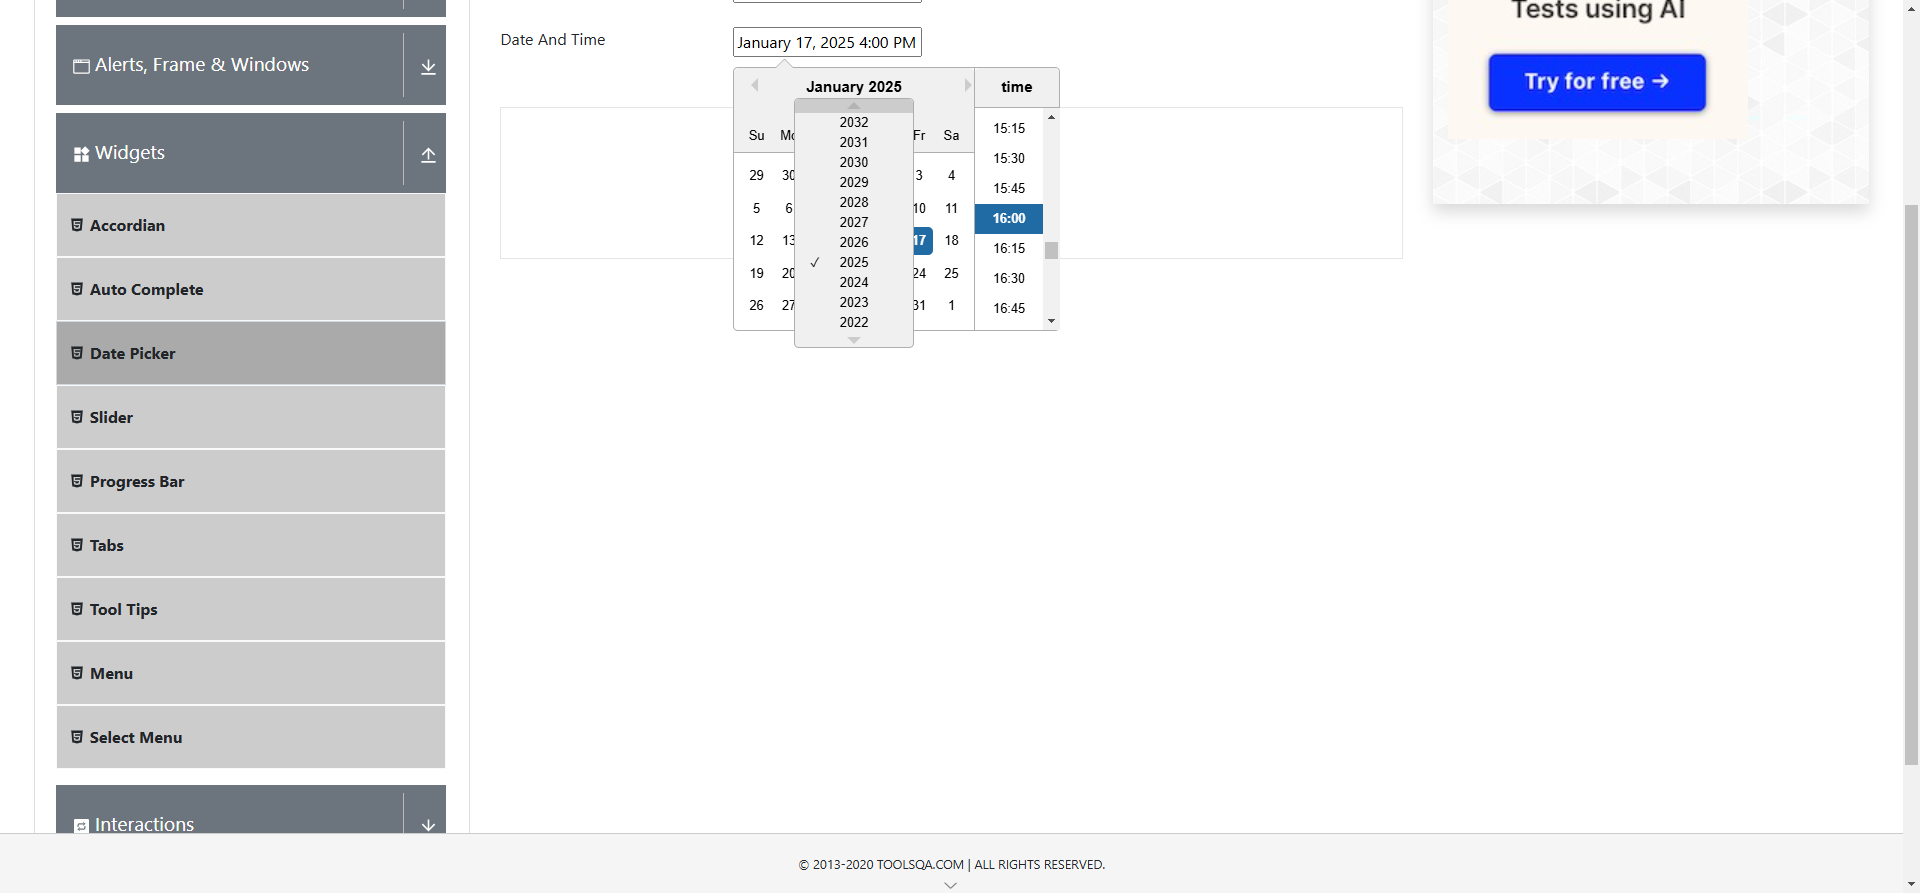 Tests using AI
Try for free →
Date And Time
January 17, 2025 4:00 PM
Alerts, Frame & Windows
Widgets
Accordian
Auto Complete
Date Picker
Slider
Progress Bar
Tabs
Tool Tips
Menu
Select Menu
Interactions
January 2025
time
Su Mo Fr Sa
2032
2031
2030
2029
2028
2027
2026
✓ 2025
2024
2023
2022
29 30 3 4
5 6 10 11
12 13 17 18
19 20 24 25
26 27 31 1
15:15
15:30
15:45
16:00
16:15
16:30
16:45
© 2013-2020 TOOLSQA.COM | ALL RIGHTS RESERVED.